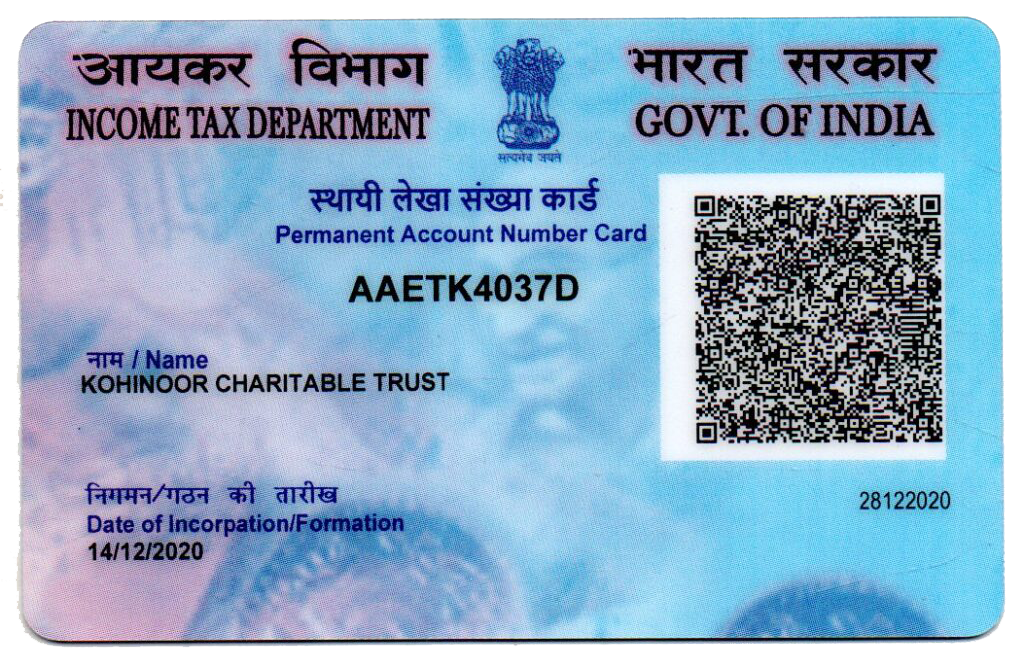 आयकर विभाग
INCOME TAX DEPARTMENT
सत्यमेव जयते
भारत सरकार
GOVT. OF INDIA
स्थायी लेखा संख्या कार्ड
Permanent Account Number Card
AAETK4037D
नाम / Name
KOHINOOR CHARITABLE TRUST
निगमन/गठन की तारीख
Date of Incorpation/Formation
14/12/2020
28122020